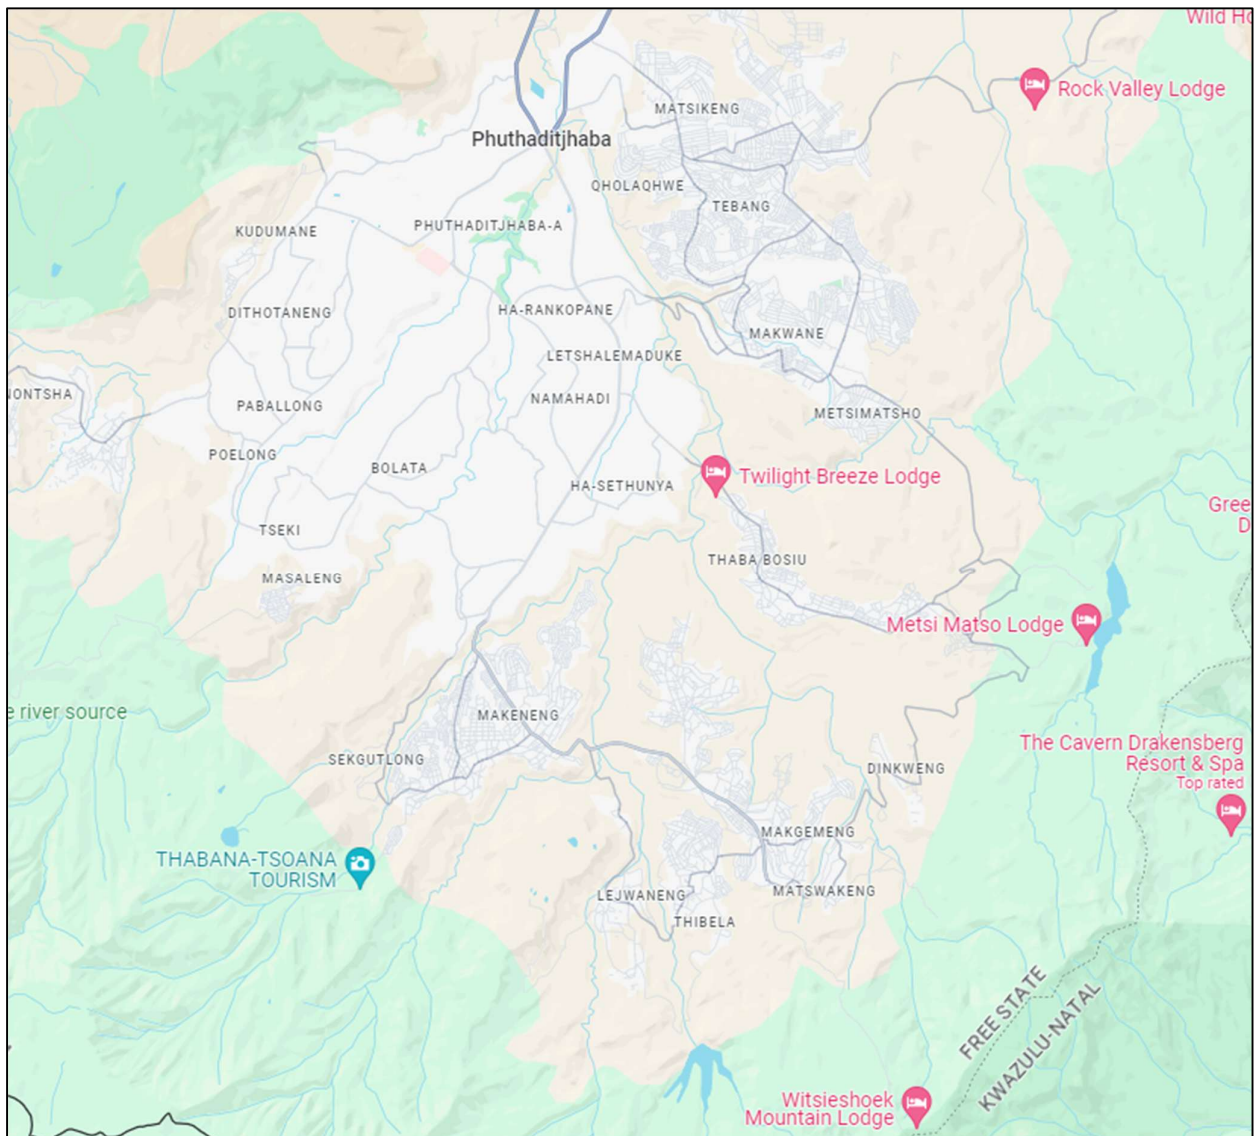 Wild Ho
Rock Valley Lodge
MATSIKENG
Phuthaditjhaba
QHOLAQHWE
TEBANG
PHUTHADITJHABA-A
KUDUMANE
HA-RANKOPANE
DITHOTANENG
MAKWANE
LETSHALEMADUKE
NONTSHA
NAMAHADI
PABALLONG
METSIMATSHO
POELONG
BOLATA
Twilight Breeze Lodge
HA-SETHUNYA
Gree
D
TSEKI
THABA BOSIU
MASALENG
Metsi Matso Lodge
e river source
MAKENENG
The Cavern Drakensberg
Resort & Spa
Top rated
SEKGUTLONG
DINKWENG
MAKGEMENG
THABANA-TSOANA
TOURISM
LEJWANENG
MATSWAKENG
THIBELA
FREE STATE
KWAZULU-NATAL
Witsieshoek
Mountain Lodge